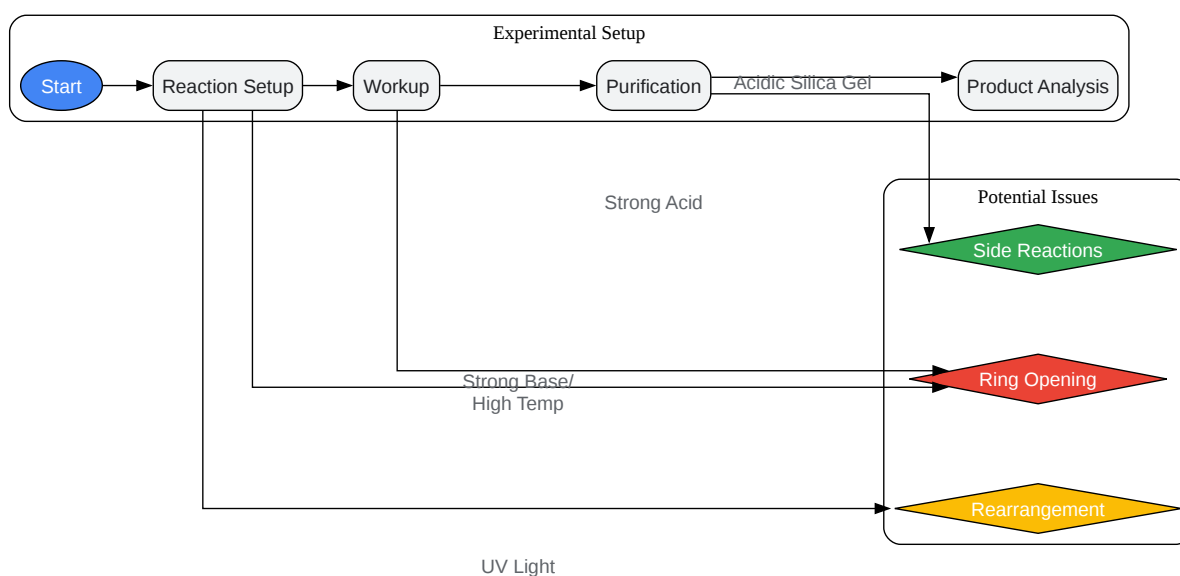 Experimental Setup
Start
Reaction Setup
Workup
Purification
Acidic Silica Gel
Product Analysis
Strong Acid
Potential Issues
Side Reactions
Strong Base/
High Temp
Ring Opening
Rearrangement
UV Light